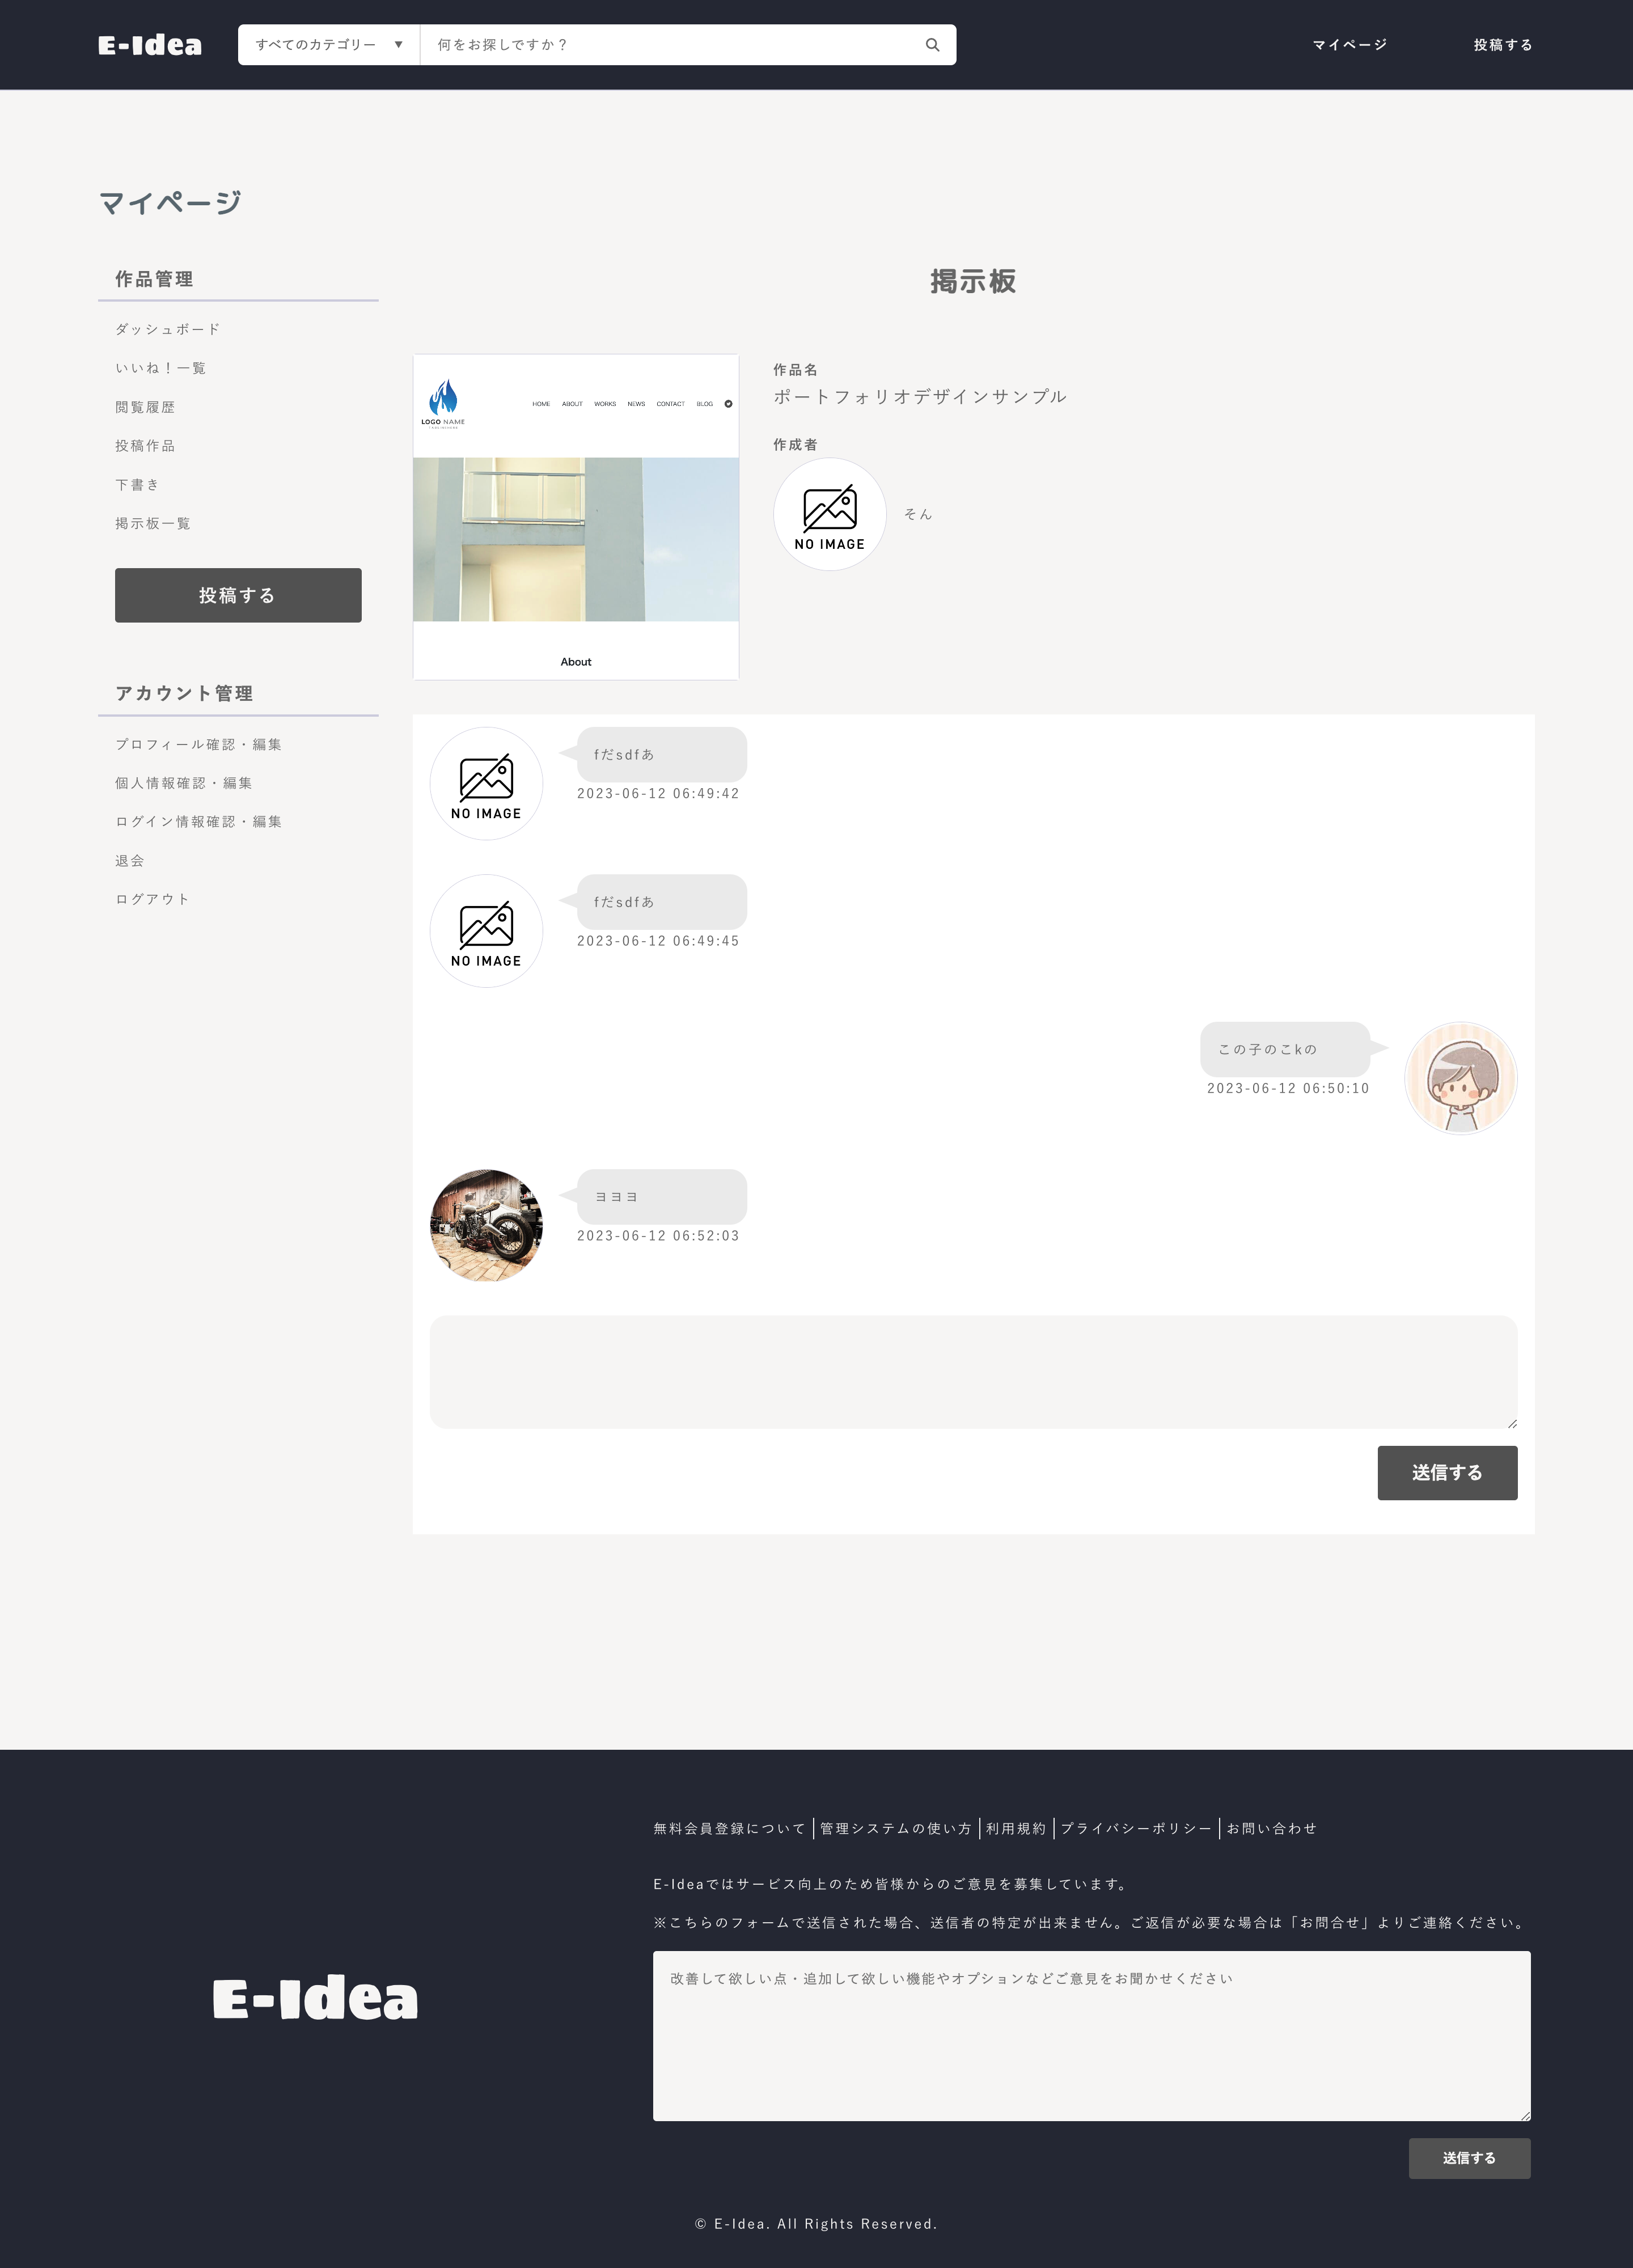 E-Idea
すべてのカテゴリー ▼
何をお探しですか？
マイページ
投稿する
マイページ
作品管理
ダッシュボード
いいね！一覧
閲覧履歴
投稿作品
下書き
掲示板一覧
投稿する
アカウント管理
プロフィール確認・編集
個人情報確認・編集
ログイン情報確認・編集
退会
ログアウト
掲示板
LOGO NAME
HOME ABOUT WORKS NEWS CONTACT BLOG
About
作品名
ポートフォリオデザインサンプル
作成者
NO IMAGE
そん
NO IMAGE
fだsdfあ
2023-06-12 06:49:42
NO IMAGE
fだsdfあ
2023-06-12 06:49:45
この子のこkの
2023-06-12 06:50:10
ヨヨヨ
2023-06-12 06:52:03
送信する
E-Idea
無料会員登録について
管理システムの使い方
利用規約
プライバシーポリシー
お問い合わせ
E-Ideaではサービス向上のため皆様からのご意見を募集しています。
※こちらのフォームで送信された場合、送信者の特定が出来ません。ご返信が必要な場合は「お問合せ」よりご連絡ください。
改善して欲しい点・追加して欲しい機能やオプションなどご意見をお聞かせください
送信する
© E-Idea. All Rights Reserved.